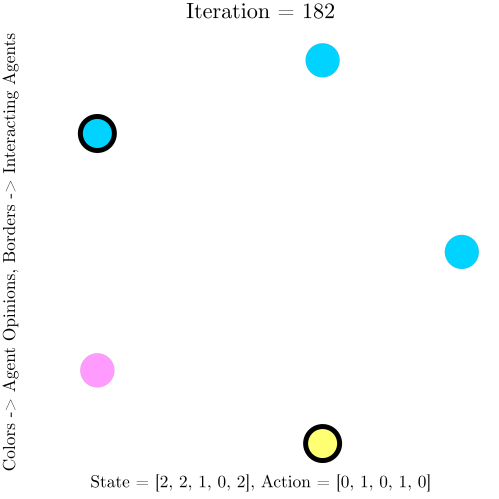 Iteration = 182
Colors -> Agent Opinions, Borders -> Interacting Agents
State = [2, 2, 1, 0, 2], Action = [0, 1, 0, 1, 0]